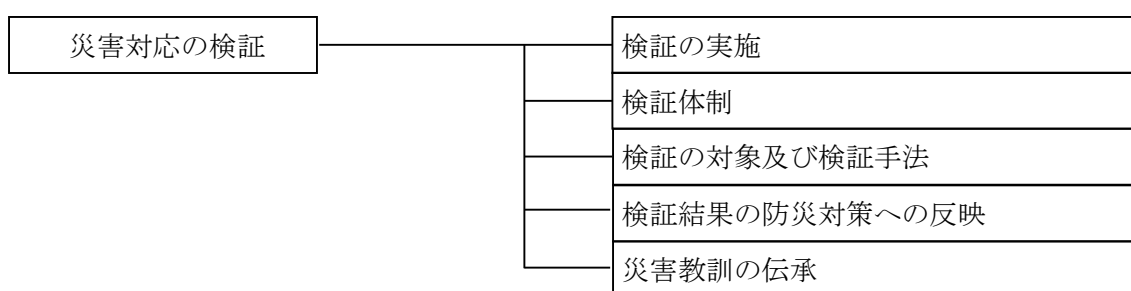 災害対応の検証
検証の実施
検証体制
検証の対象及び検証手法
検証結果の防災対策への反映
災害教訓の伝承